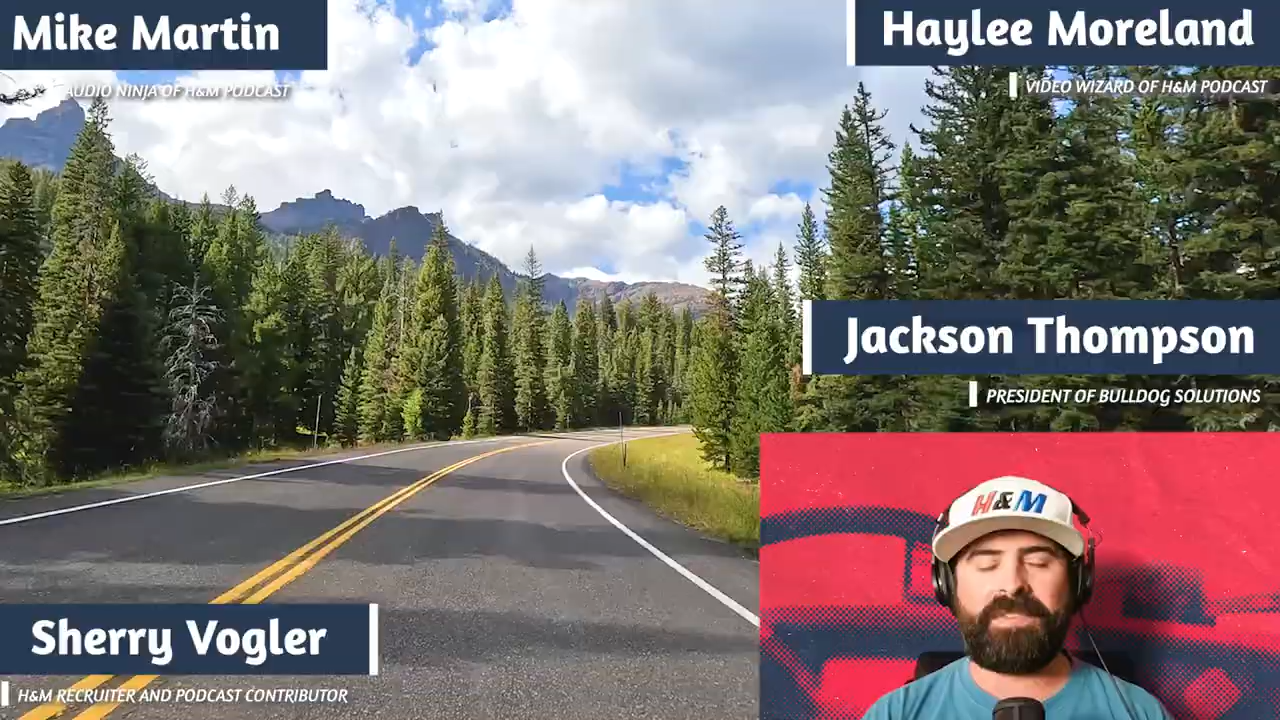 Mike Martin
AUDIO NINJA OF H&M PODCAST
Haylee Moreland
VIDEO WIZARD OF H&M PODCAST
Jackson Thompson
PRESIDENT OF BULLDOG SOLUTIONS
H&M
Sherry Vogler
H&M RECRUITER AND PODCAST CONTRIBUTOR